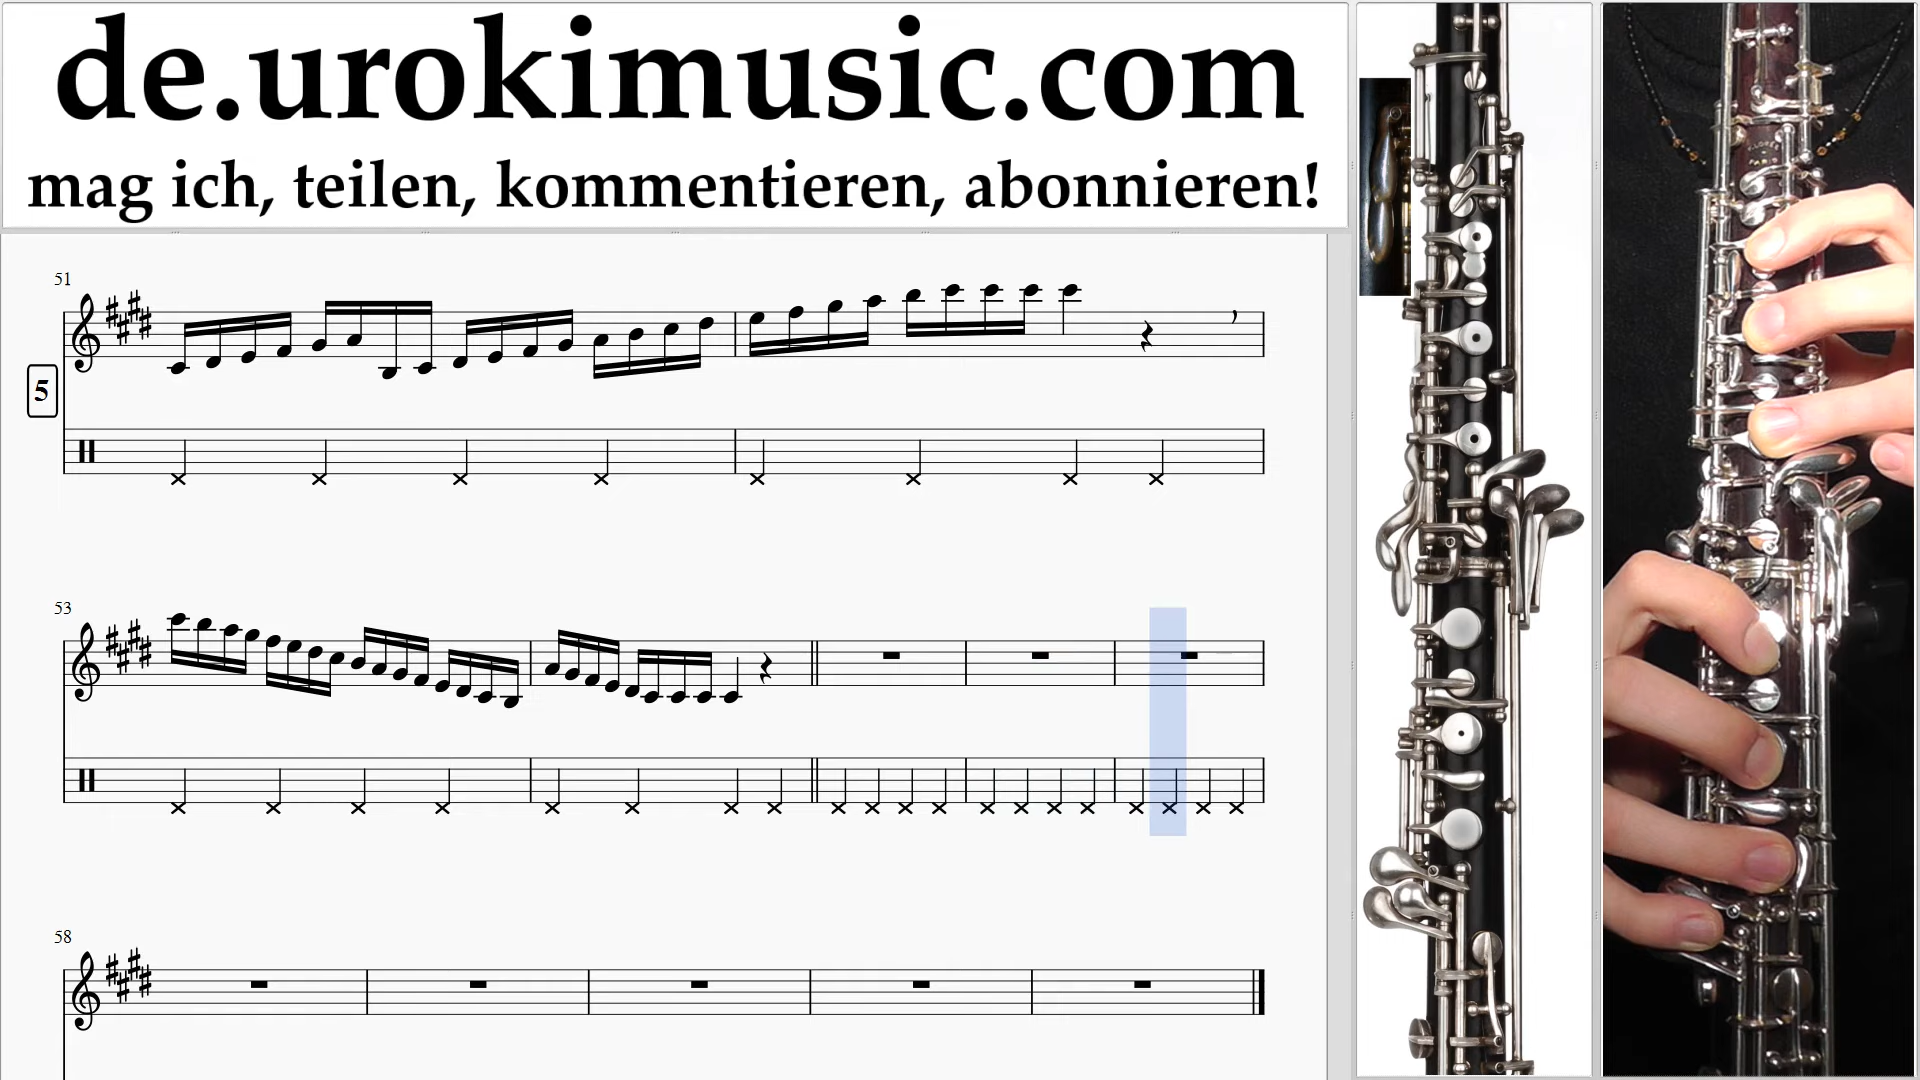 de.urokimusic.com
mag ich, teilen, kommentieren, abonnieren!
51
5
53
58